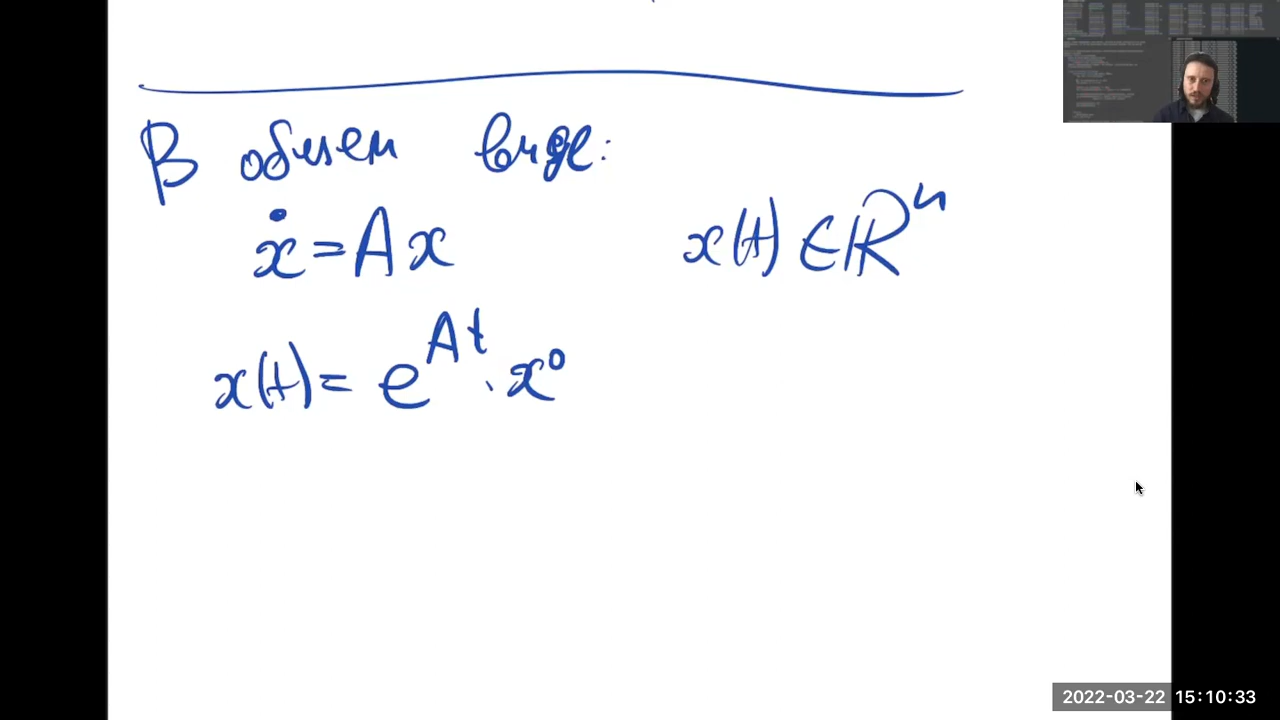 В общем виде:
ẋ = Ax x(t) ∈ ℝⁿ
x(t) = e^{At} · x⁰
2022-03-22 15:10:33